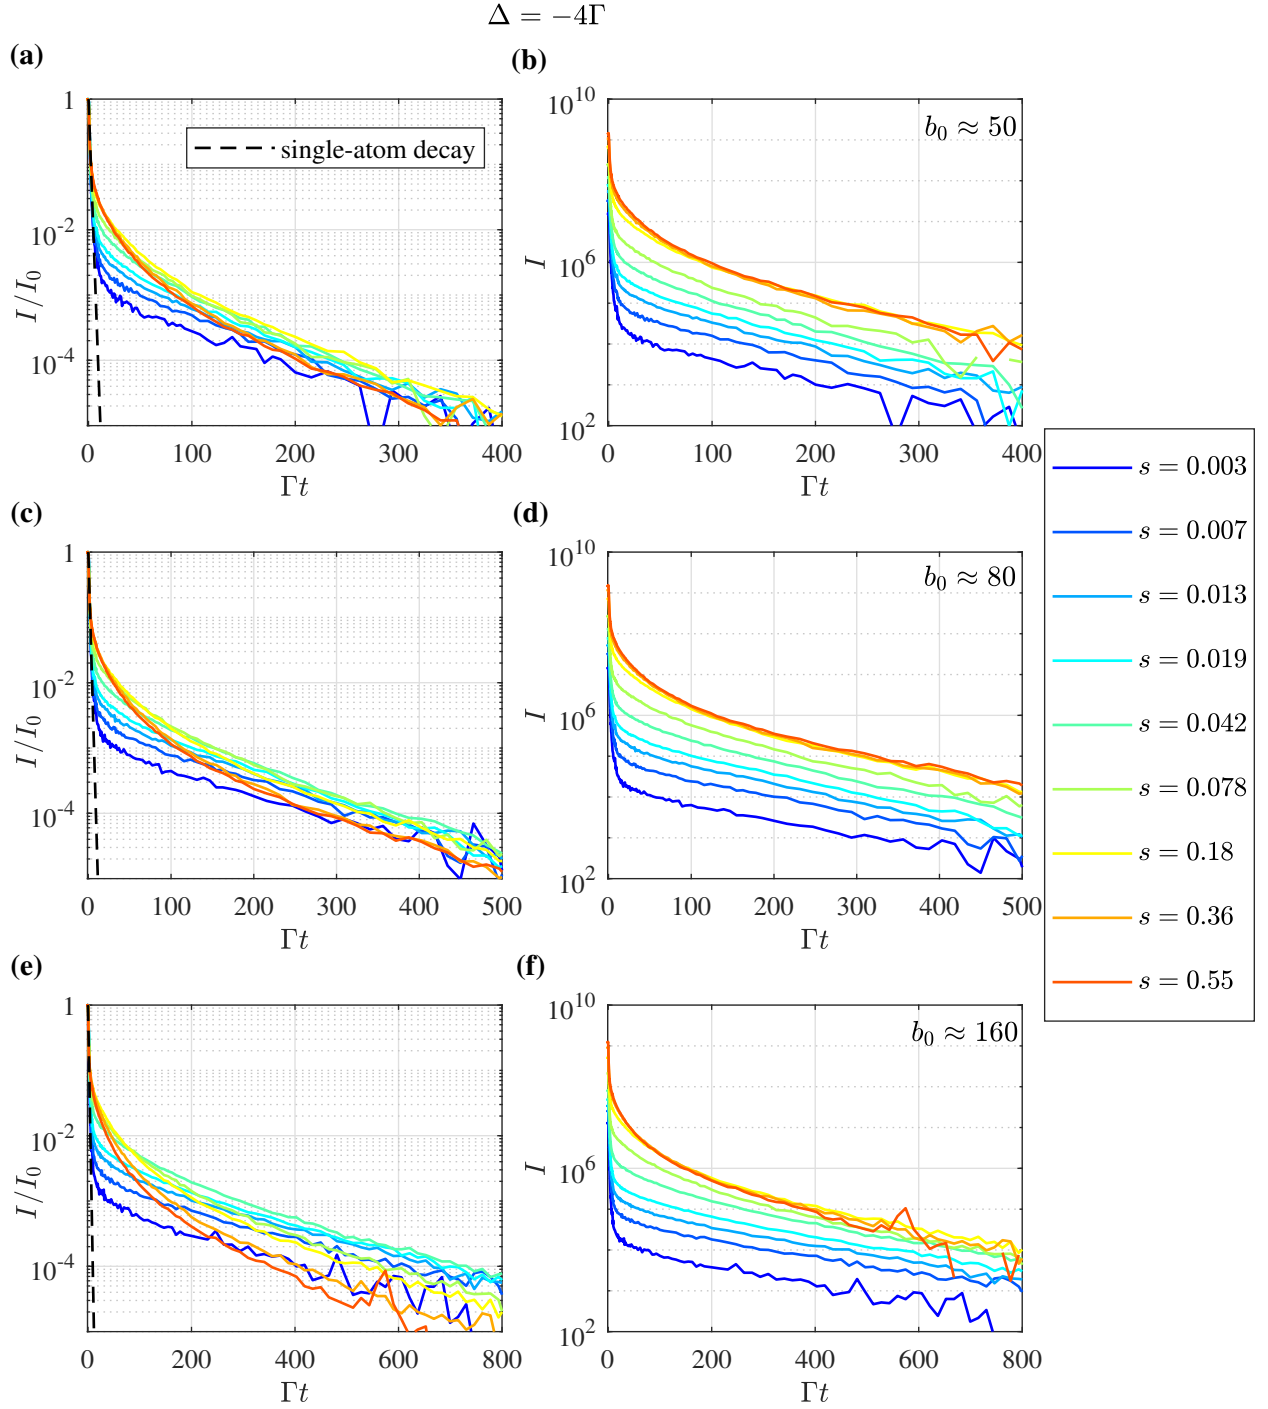 Δ = −4Γ
(a)
1
10^-2
10^-4
I/I_0
single-atom decay
0 100 200 300 400
Γt
(b)
10^10
10^6
10^2
I
b_0 ≈ 50
0 100 200 300 400
Γt
(c)
1
10^-2
10^-4
I/I_0
0 100 200 300 400 500
Γt
(d)
10^10
10^6
10^2
I
b_0 ≈ 80
0 100 200 300 400 500
Γt
(e)
1
10^-2
10^-4
I/I_0
0 200 400 600 800
Γt
(f)
10^10
10^6
10^2
I
b_0 ≈ 160
0 200 400 600 800
Γt
s = 0.003
s = 0.007
s = 0.013
s = 0.019
s = 0.042
s = 0.078
s = 0.18
s = 0.36
s = 0.55